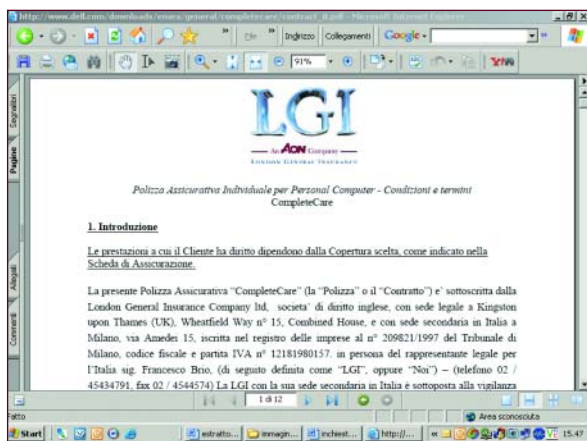 http://www.dell.com/downloads/emea/general/completecare/contract_it.pdf - Microsoft Internet Explorer
File Indirizzo Collegamenti Google
91%
Segnalibri
Pagine
Allegati
Commenti
LGI
An AON Company
LONDON GENERAL INSURANCE
Polizza Assicurativa Individuale per Personal Computer - Condizioni e termini
CompleteCare
1. Introduzione
Le prestazioni a cui il Cliente ha diritto dipendono dalla Copertura scelta, come indicato nella
Scheda di Assicurazione.
La presente Polizza Assicurativa “CompleteCare” (la “Polizza” o il “Contratto”) e’ sottoscritta dalla
London General Insurance Company ltd, societa’ di diritto inglese, con sede legale a Kingston
upon Thames (UK), Wheatfield Way n° 15, Combined House, e con sede secondaria in Italia a
Milano, via Amedei 15, iscritta nel registro delle imprese al n° 209821/1997 del Tribunale di
Milano, codice fiscale e partita IVA n° 12181980157. in persona del rappresentante legale per
l’Italia sig. Francesco Brio, (di seguito definita come “LGI”, oppure “Noi”) – (telefono 02 /
45434791, fax 02 / 4544574) La LGI con la sua sede secondaria in Italia è sottoposta alla vigilanza
1 di 12
Fatto Area sconosciuta
Start estratto... immagin... inchiest... http://... 15.47